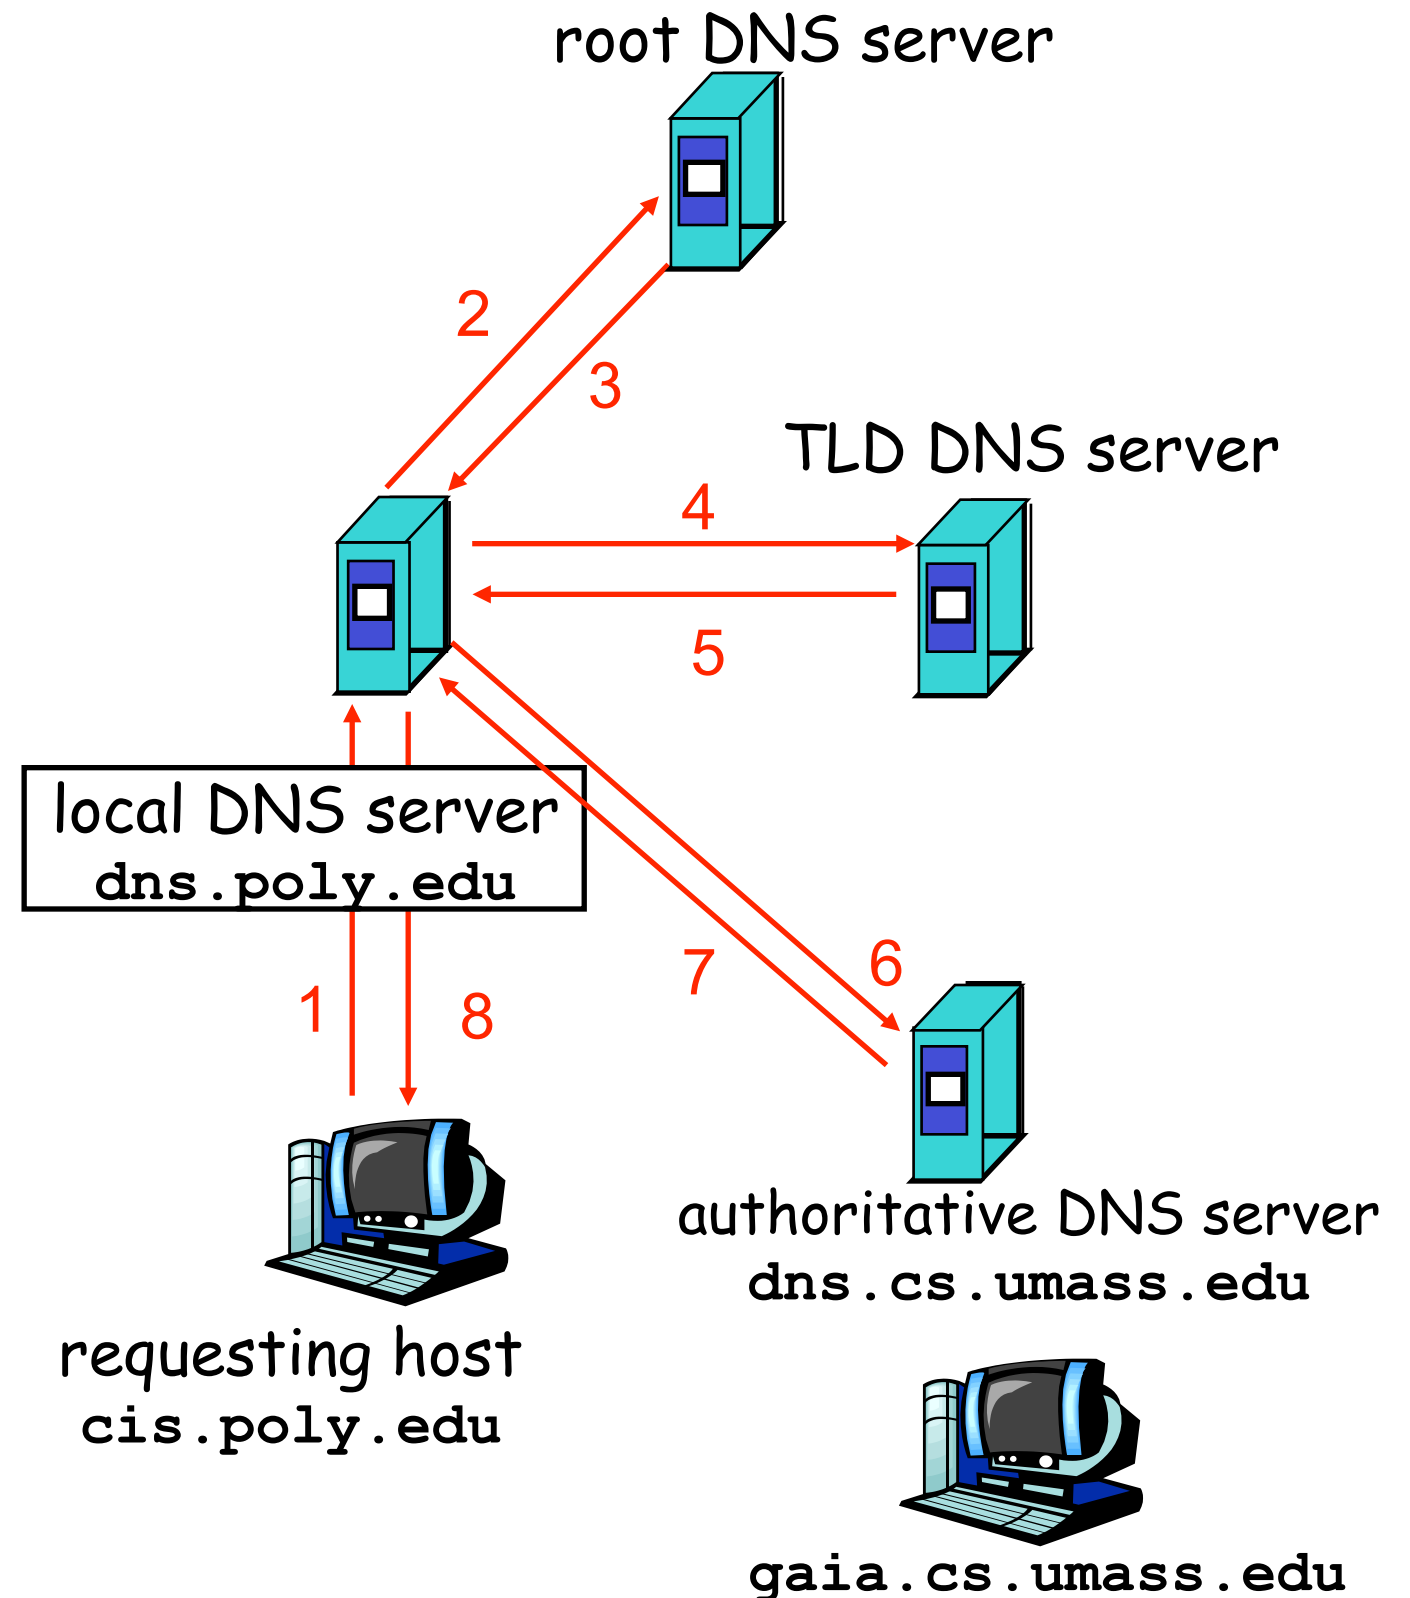 root DNS server
2
3
TLD DNS server
4
5
local DNS server
dns.poly.edu
7
6
1
8
authoritative DNS server
dns.cs.umass.edu
requesting host
cis.poly.edu
gaia.cs.umass.edu